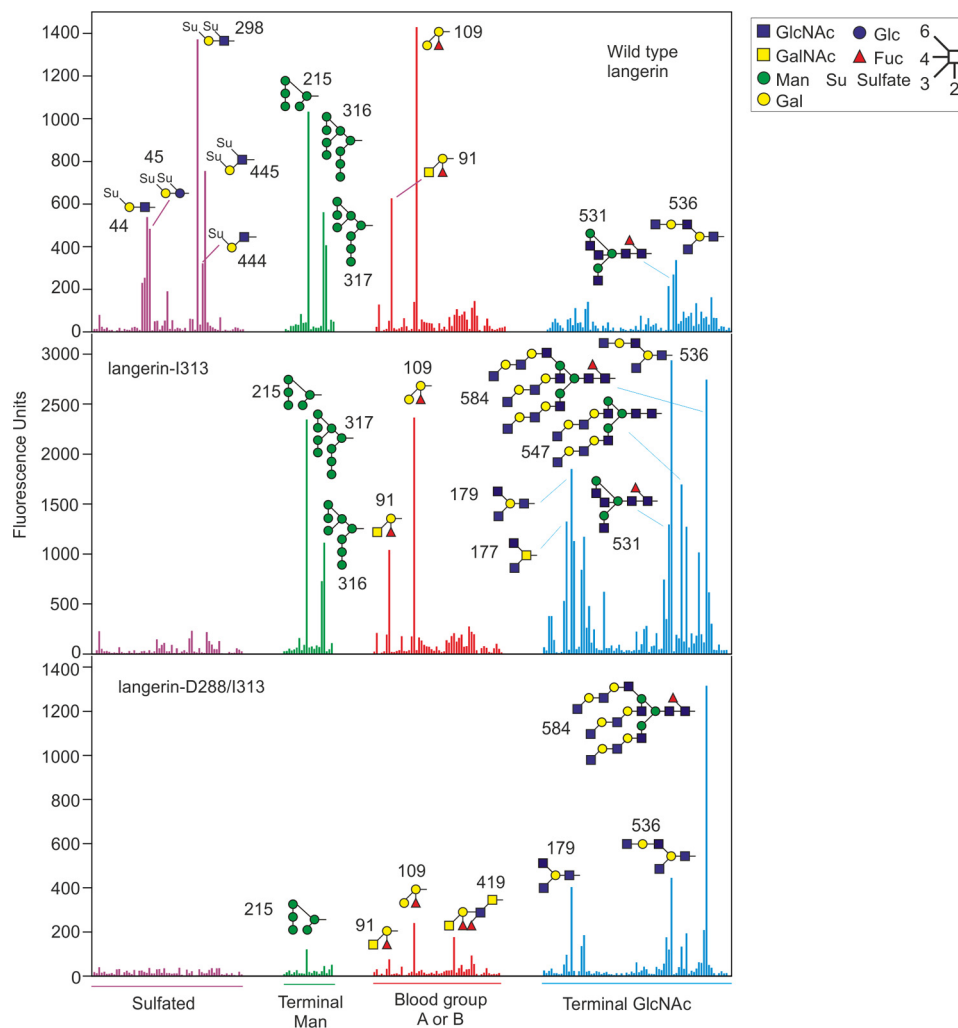 1400
1200
1000
800
600
400
200
0
Su
Su
298
109
Wild type
langerin
215
316
91
45
Su
Su
Su
445
Su
44
Su
444
317
531
536
GlcNAc
Glc
6
GalNAc
Fuc
4
Man
Su Sulfate
3
2
Gal
Fluorescence Units
3000
2500
2000
1500
1000
500
0
langerin-I313
109
536
215
584
317
547
91
179
177
531
316
1400
1200
1000
800
600
400
200
0
langerin-D288/I313
584
536
179
419
109
215
91
Sulfated
Terminal
Man
Blood group
A or B
Terminal GlcNAc